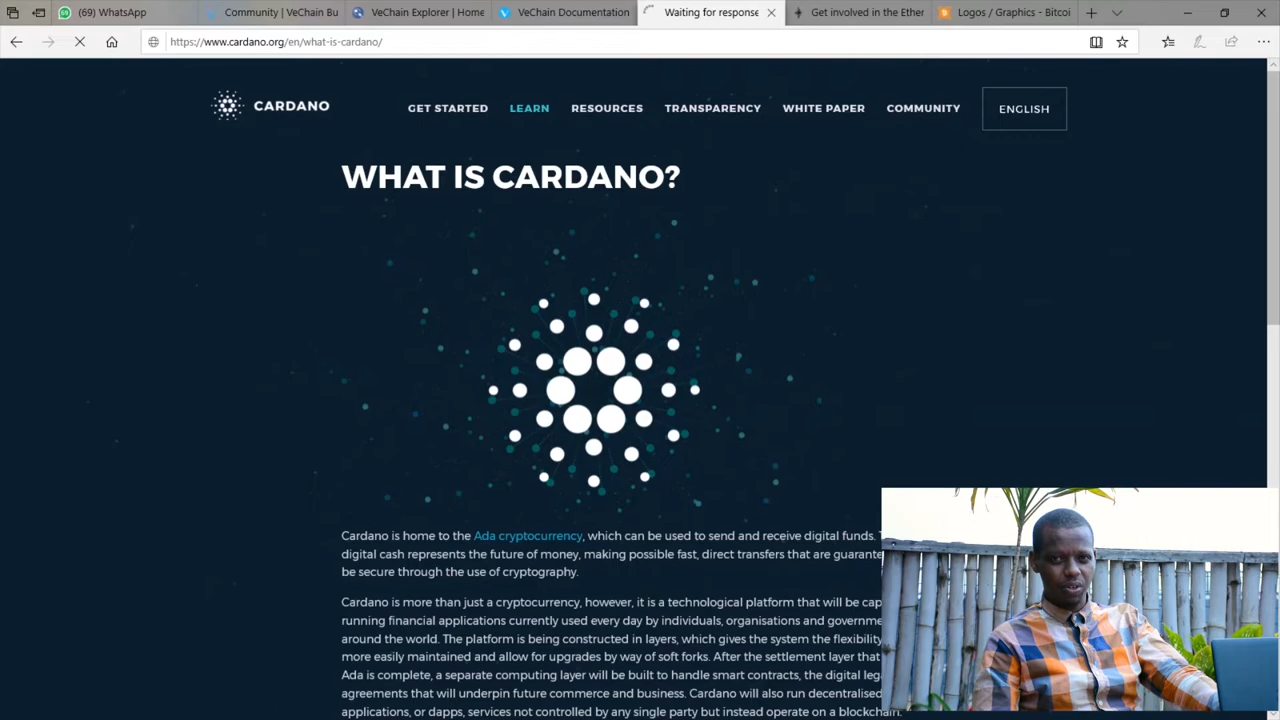 (69) WhatsApp
Community | VeChain Bu
VeChain Explorer | Home
VeChain Documentation
Waiting for response
Get involved in the Ether
Logos / Graphics - Bitcoi
https://www.cardano.org/en/what-is-cardano/
CARDANO
GET STARTED
LEARN
RESOURCES
TRANSPARENCY
WHITE PAPER
COMMUNITY
ENGLISH
WHAT IS CARDANO?
Cardano is home to the Ada cryptocurrency, which can be used to send and receive digital funds.
digital cash represents the future of money, making possible fast, direct transfers that are guarante
be secure through the use of cryptography.
Cardano is more than just a cryptocurrency, however, it is a technological platform that will be cap
running financial applications currently used every day by individuals, organisations and governme
around the world. The platform is being constructed in layers, which gives the system the flexibility
more easily maintained and allow for upgrades by way of soft forks. After the settlement layer that
Ada is complete, a separate computing layer will be built to handle smart contracts, the digital leg
agreements that will underpin future commerce and business. Cardano will also run decentralised
applications, or dapps, services not controlled by any single party but instead operate on a blockchain.